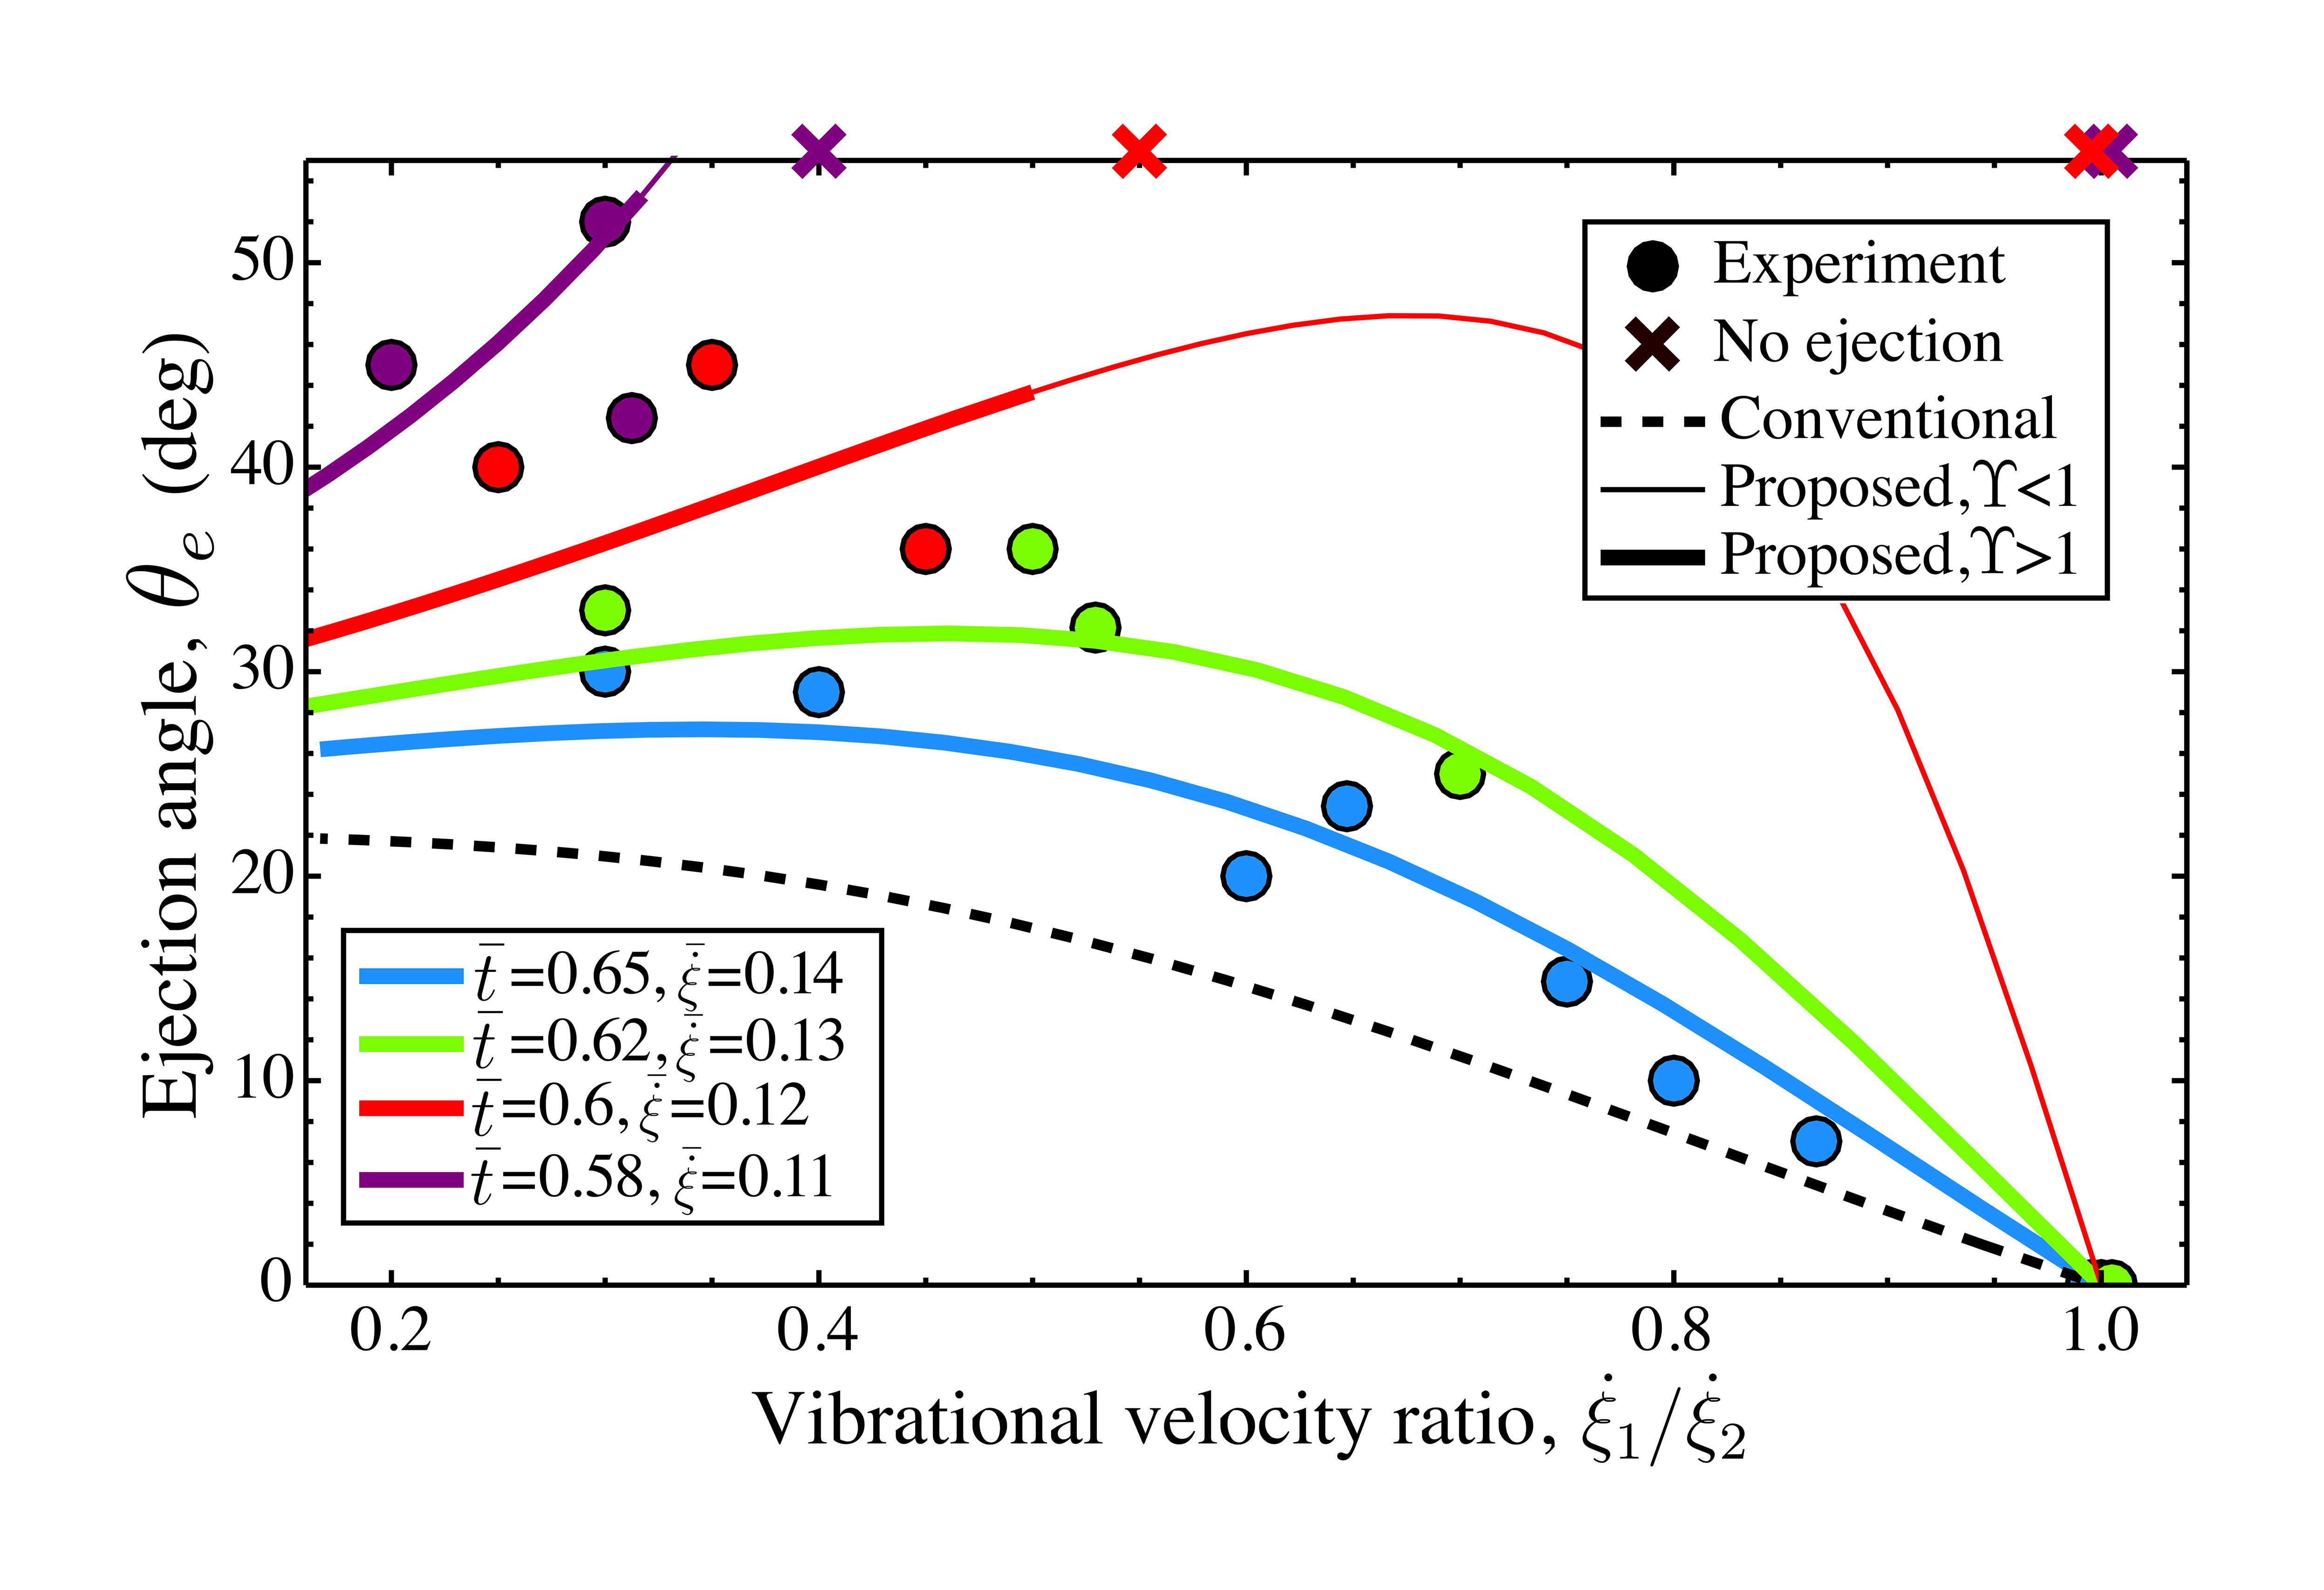 Ejection angle, θe (deg)
50
40
30
20
10
0
Experiment
No ejection
Conventional
Proposed,ϒ<1
Proposed,ϒ>1
t̅=0.65, ξ̇̅=0.14
t̅=0.62, ξ̇̅=0.13
t̅=0.6, ξ̇̅=0.12
t̅=0.58, ξ̇̅=0.11
0.2 0.4 0.6 0.8 1.0
Vibrational velocity ratio, ξ̇1/ξ̇2